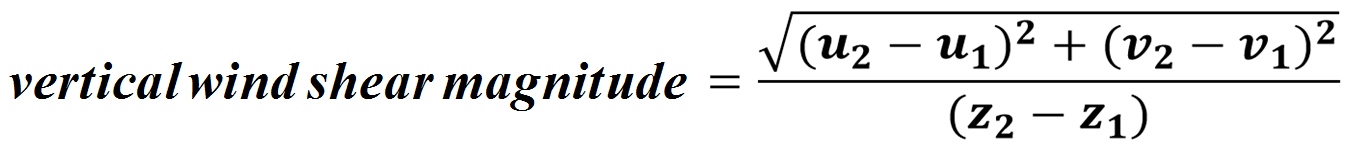 vertical wind shear magnitude = √(u₂ − u₁)² + (v₂ − v₁)²
(z₂ − z₁)